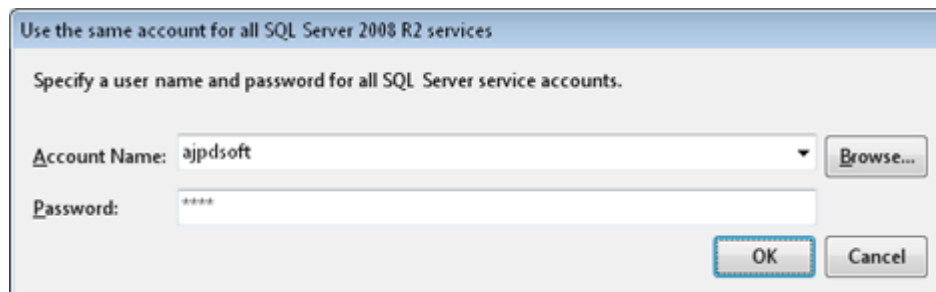 Use the same account for all SQL Server 2008 R2 services
Specify a user name and password for all SQL Server service accounts.
Account Name: ajpdsoft Browse...
Password: ****
OK Cancel